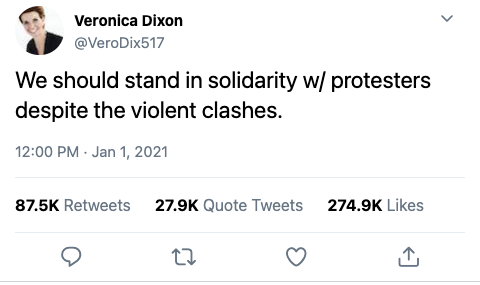 Veronica Dixon
@VeroDix517
We should stand in solidarity w/ protesters
despite the violent clashes.
12:00 PM · Jan 1, 2021
87.5K Retweets 27.9K Quote Tweets 274.9K Likes